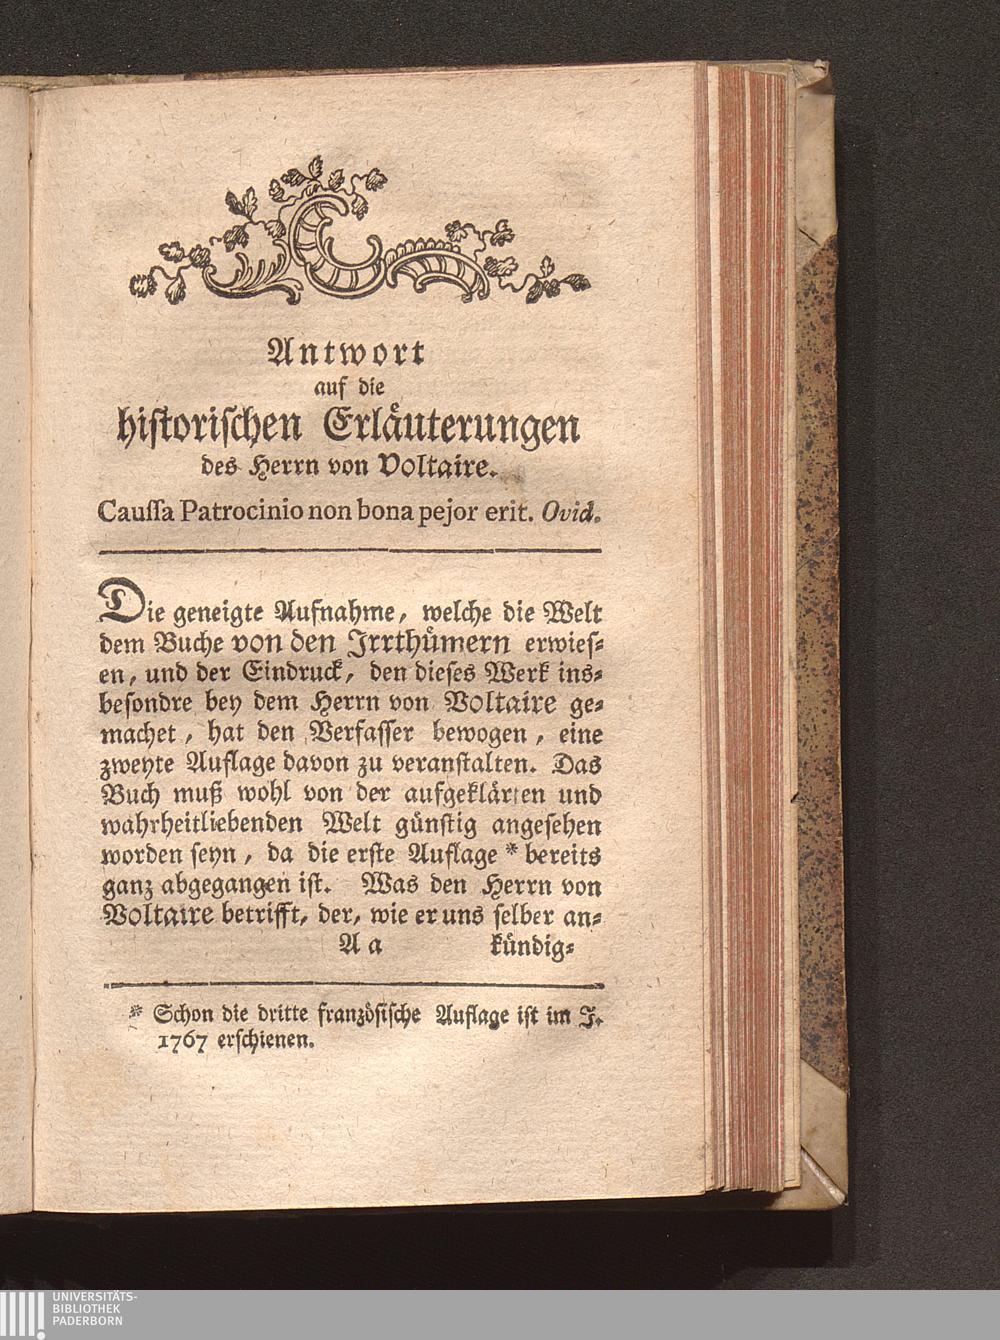 Antwort
auf die
historischen Erläuterungen
des Herrn von Voltaire.
Caussa Patrocinio non bona pejor erit. Ovid.
Die geneigte Aufnahme, welche die Welt
dem Buche von den Irrthümern erwies-
en, und der Eindruck, den dieses Werk ins-
besondre bey dem Herrn von Voltaire ge-
machet, hat den Verfasser bewogen, eine
zweyte Auflage davon zu veranstalten. Das
Buch muß wohl von der aufgeklärten und
wahrheitliebenden Welt günstig angesehen
worden seyn, da die erste Auflage * bereits
ganz abgegangen ist. Was den Herrn von
Voltaire betrifft, der, wie er uns selber an-
A a kündig-
* Schon die dritte französische Auflage ist im J.
1767 erschienen.
UNIVERSITÄTS-
BIBLIOTHEK
PADERBORN